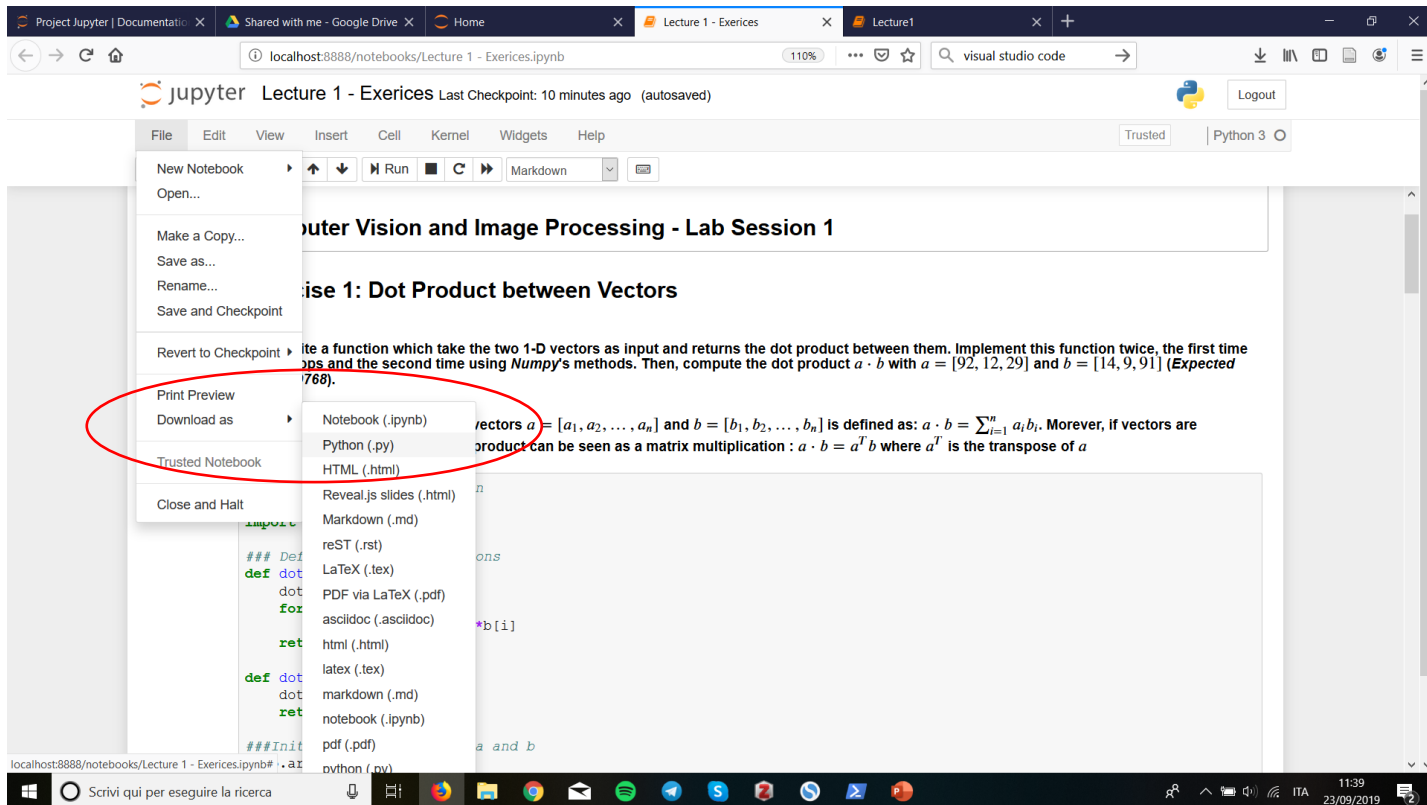 Project Jupyter | Documentatio
Shared with me - Google Drive
Home
Lecture 1 - Exerices
Lecture1
localhost:8888/notebooks/Lecture 1 - Exerices.ipynb
110%
visual studio code
jupyter Lecture 1 - Exerices Last Checkpoint: 10 minutes ago (autosaved)
Logout
File Edit View Insert Cell Kernel Widgets Help
Trusted
Python 3
Run
Markdown
New Notebook
Open...
Make a Copy...
Save as...
Rename...
Save and Checkpoint
Revert to Checkpoint
Print Preview
Download as
Trusted Notebook
Close and Halt
Notebook (.ipynb)
Python (.py)
HTML (.html)
Reveal.js slides (.html)
Markdown (.md)
reST (.rst)
LaTeX (.tex)
PDF via LaTeX (.pdf)
asciidoc (.asciidoc)
html (.html)
latex (.tex)
markdown (.md)
notebook (.ipynb)
pdf (.pdf)
python (.py)
outer Vision and Image Processing - Lab Session 1
ise 1: Dot Product between Vectors
ite a function which take the two 1-D vectors as input and returns the dot product between them. Implement this function twice, the first time
ops and the second time using Numpy's methods. Then, compute the dot product a · b with a = [92, 12, 29] and b = [14, 9, 91] (Expected
9768).
vectors a = [a₁, a₂, … , aₙ] and b = [b₁, b₂, … , bₙ] is defined as: a · b = ∑ⁿᵢ₌₁ aᵢbᵢ. Morever, if vectors are
product can be seen as a matrix multiplication : a · b = aᵀ b where aᵀ is the transpose of a
n
import
### Def
ons
def dot
dot
for
*b[i]
ret
def dot
dot
ret
###Init
a and b
.ar
localhost:8888/notebooks/Lecture 1 - Exerices.ipynb#
Scrivi qui per eseguire la ricerca
ITA
11:39
23/09/2019